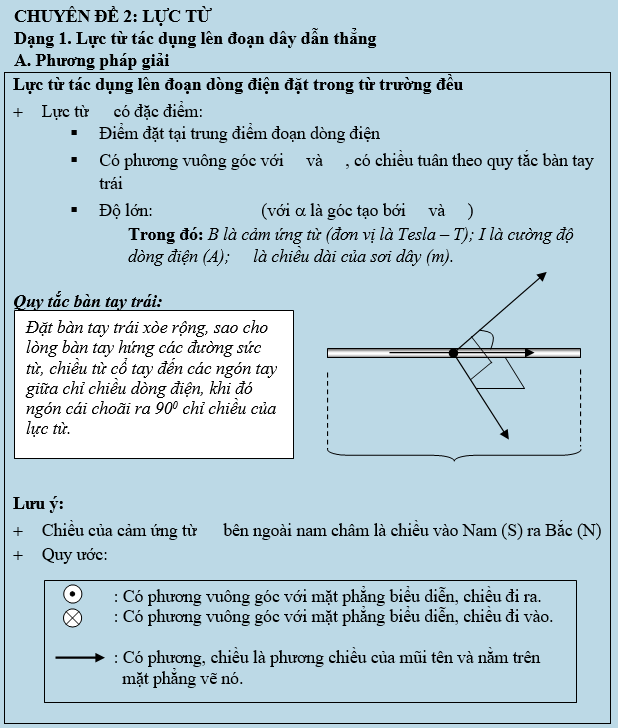 CHUYÊN ĐỀ 2: LỰC TỪ
Dạng 1. Lực từ tác dụng lên đoạn dây dẫn thẳng
A. Phương pháp giải
Lực từ tác dụng lên đoạn dòng điện đặt trong từ trường đều
+ Lực từ có đặc điểm:
▪ Điểm đặt tại trung điểm đoạn dòng điện
▪ Có phương vuông góc với và , có chiều tuân theo quy tắc bàn tay
trái
▪ Độ lớn: (với α là góc tạo bới và )
Trong đó: B là cảm ứng từ (đơn vị là Tesla – T); I là cường độ
dòng điện (A); là chiều dài của sơi dây (m).
Quy tắc bàn tay trái:
Đặt bàn tay trái xòe rộng, sao cho
lòng bàn tay hứng các đường sức
từ, chiều từ cổ tay đến các ngón tay
giữa chỉ chiều dòng điện, khi đó
ngón cái choãi ra 90⁰ chỉ chiều của
lực từ.
Lưu ý:
+ Chiều của cảm ứng từ bên ngoài nam châm là chiều vào Nam (S) ra Bắc (N)
+ Quy ước:
: Có phương vuông góc với mặt phẳng biểu diễn, chiều đi ra.
: Có phương vuông góc với mặt phẳng biểu diễn, chiều đi vào.
: Có phương, chiều là phương chiều của mũi tên và nằm trên
mặt phẳng vẽ nó.